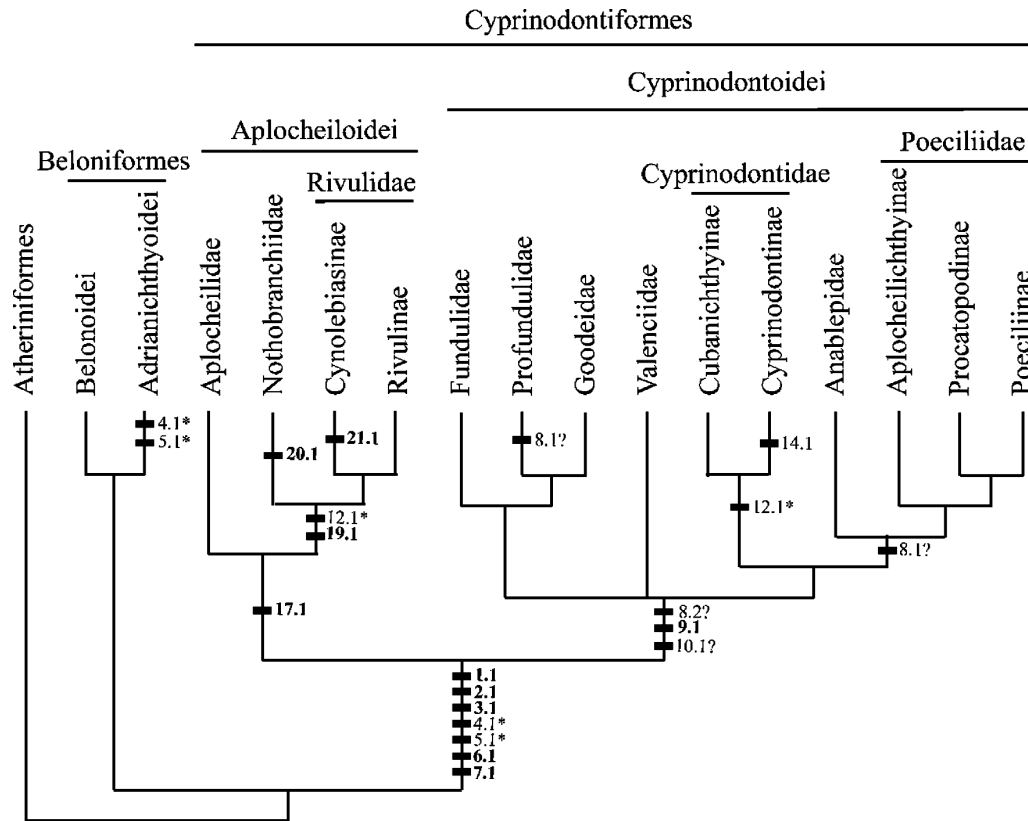 Cyprinodontiformes
Cyprinodontoidei
Aplocheiloidei
Poeciliidae
Beloniformes
Rivulidae
Cyprinodontidae
Atheriniformes
Belonoidei
Adrianichthyoidei
Aplocheilidae
Nothobranchiidae
Cynolebiasinae
Rivulinae
Fundulidae
Profundulidae
Goodeidae
Valenciidae
Cubanichthyinae
Cyprinodontinae
Anablepidae
Aplocheilichthyinae
Procatopodinae
Poeciliinae
4.1*
5.1*
20.1
21.1
8.1?
14.1
12.1*
19.1
12.1*
8.1?
17.1
8.2?
9.1
10.1?
1.1
2.1
3.1
4.1*
5.1*
6.1
7.1